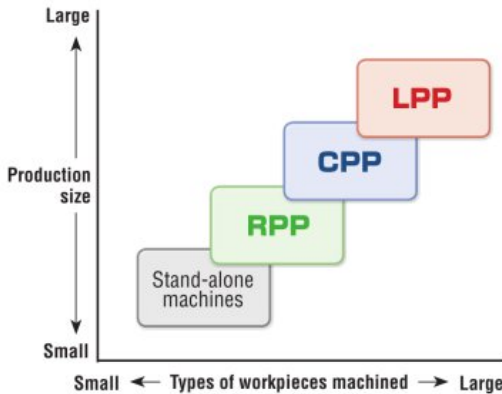 Large
LPP
CPP
Production
size
RPP
Stand-alone
machines
Small
Small ← Types of workpieces machined → Large